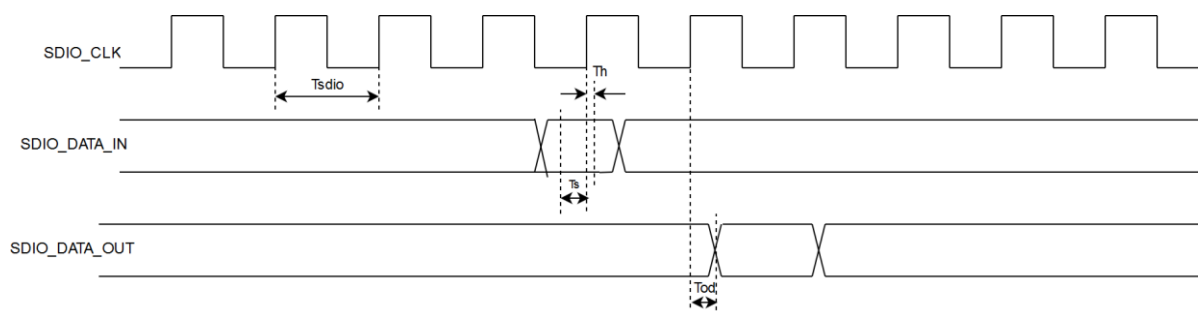 SDIO_CLK
Th
Tsdio
SDIO_DATA_IN
Ts
SDIO_DATA_OUT
Tod